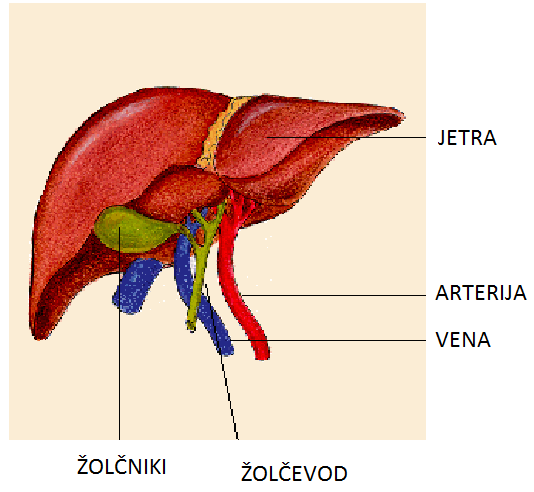 JETRA
ARTERIJA
VENA
ŽOLČNIKI
ŽOLČEVOD